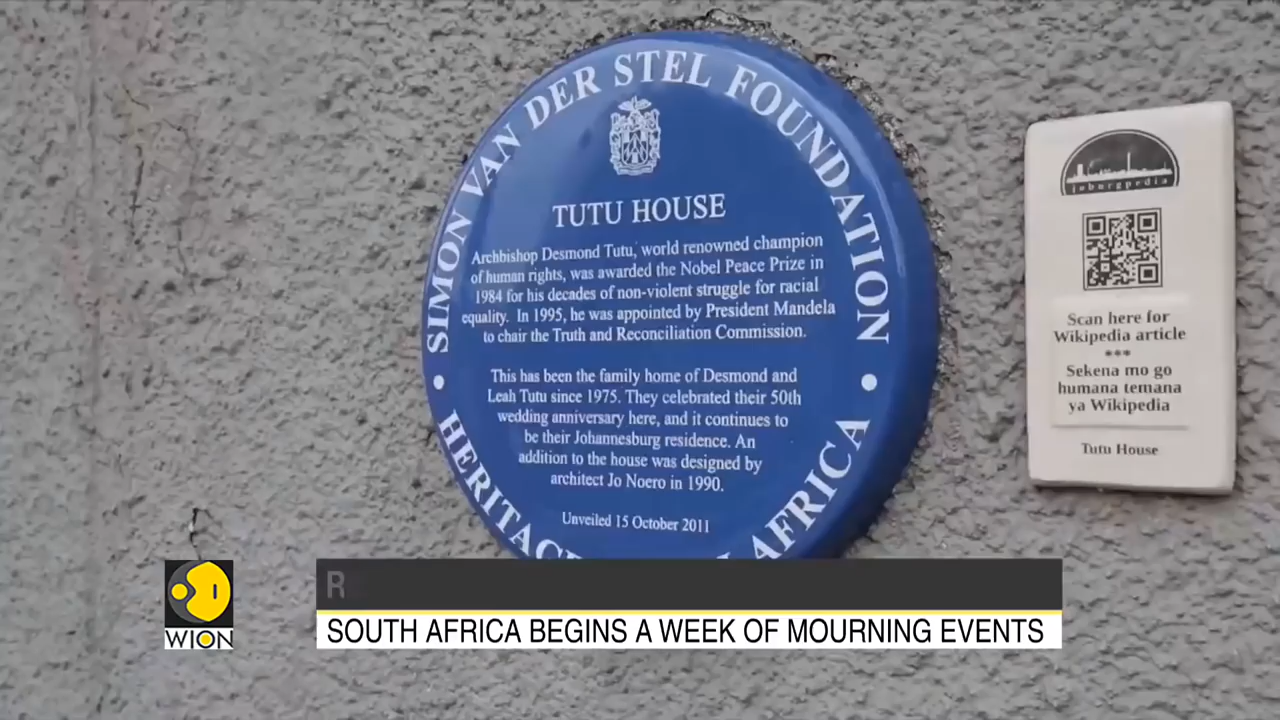 SIMON VAN DER STEL FOUNDATION
TUTU HOUSE
Archbishop Desmond Tutu, world renowned champion
of human rights, was awarded the Nobel Peace Prize in
1984 for his decades of non-violent struggle for racial
equality. In 1995, he was appointed by President Mandela
to chair the Truth and Reconciliation Commission.
This has been the family home of Desmond and
Leah Tutu since 1975. They celebrated their 50th
wedding anniversary here, and it continues to
be their Johannesburg residence. An
addition to the house was designed by
architect Jo Noero in 1990.
Unveiled 15 October 2011
AFRICA
joburgpedia
Scan here for
Wikipedia article
***
Sekena mo go
humana temana
ya Wikipedia
Tutu House
R
WION
SOUTH AFRICA BEGINS A WEEK OF MOURNING EVENTS